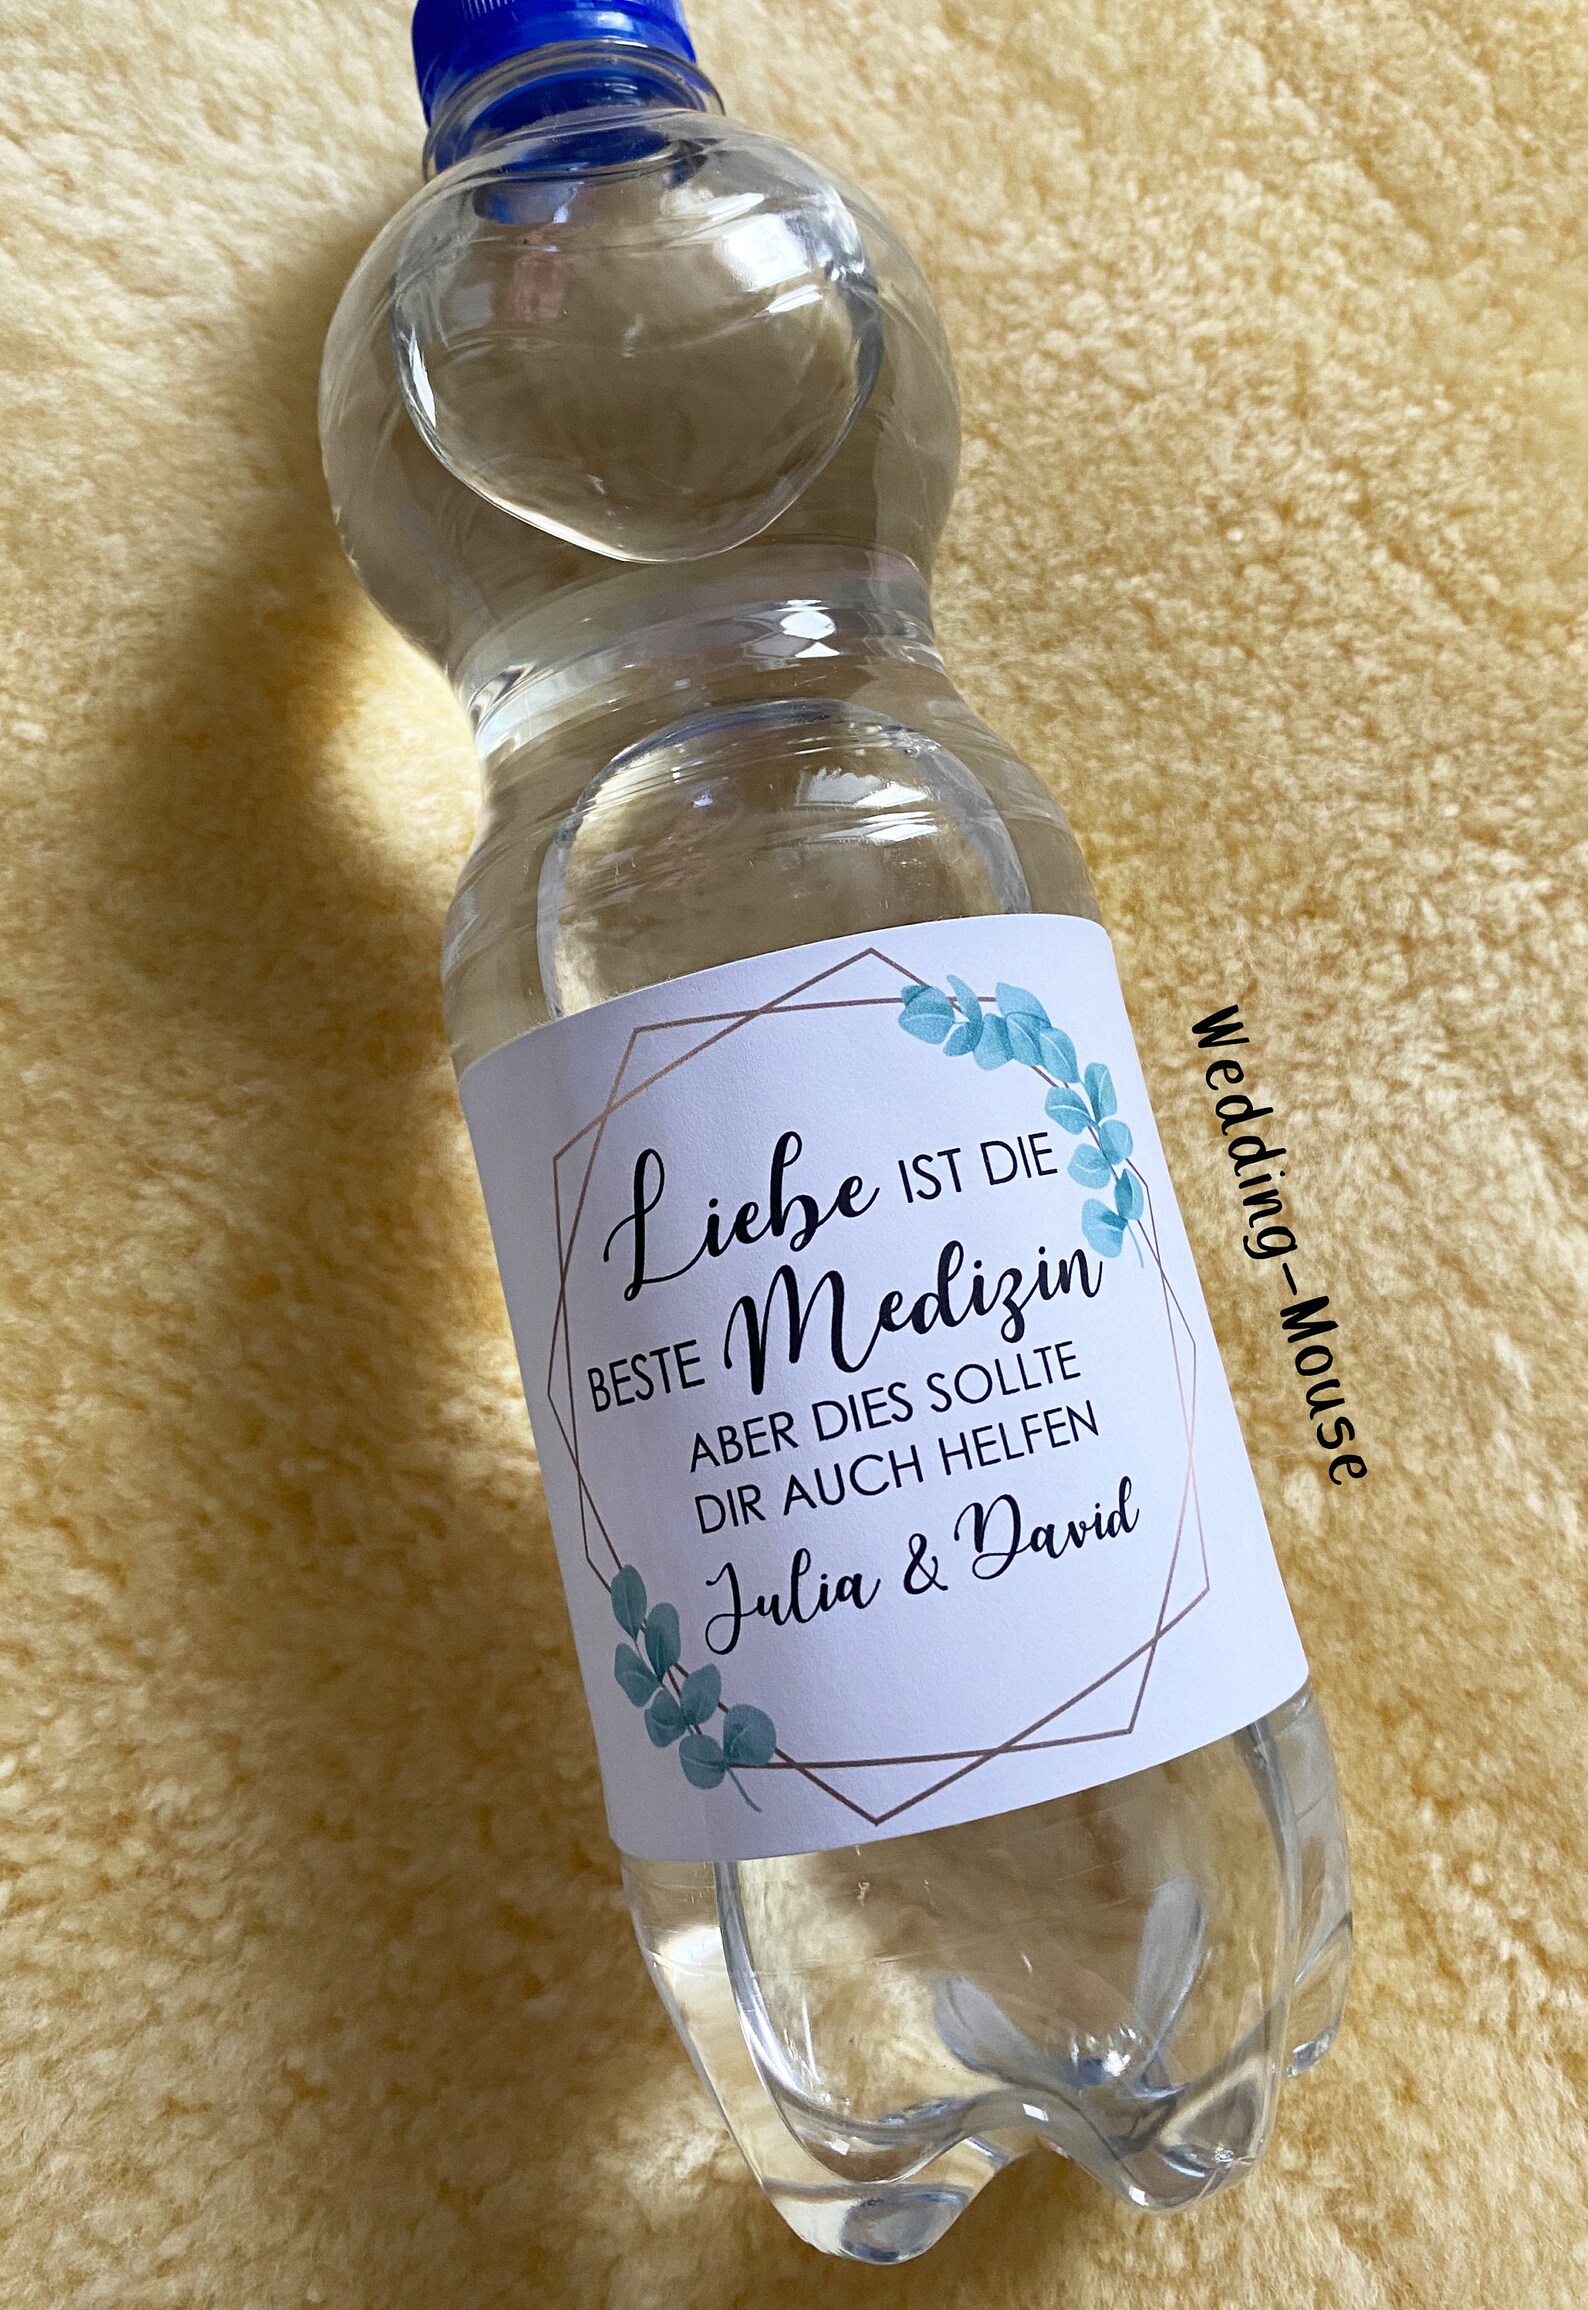 Liebe IST DIE
BESTE Medizin
ABER DIES SOLLTE
DIR AUCH HELFEN
Julia & David
Wedding-Mouse